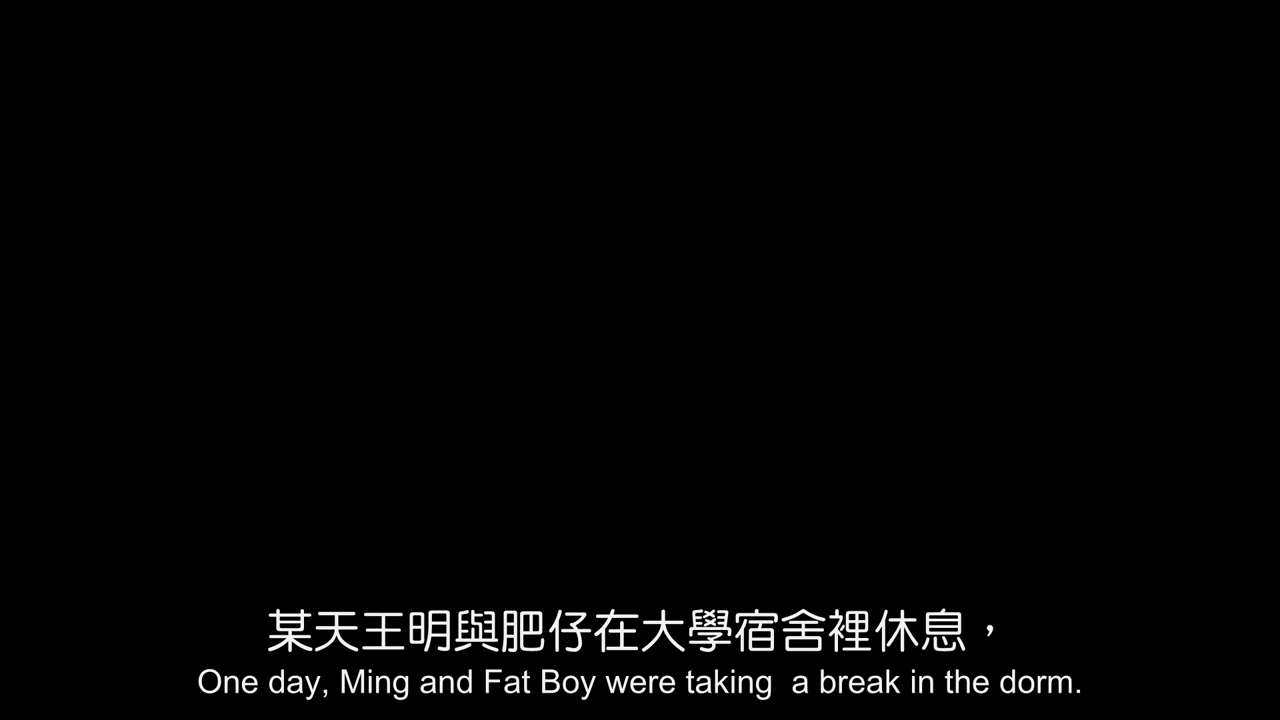 某天王明與肥仔在大學宿舍裡休息，
One day, Ming and Fat Boy were taking  a break in the dorm.